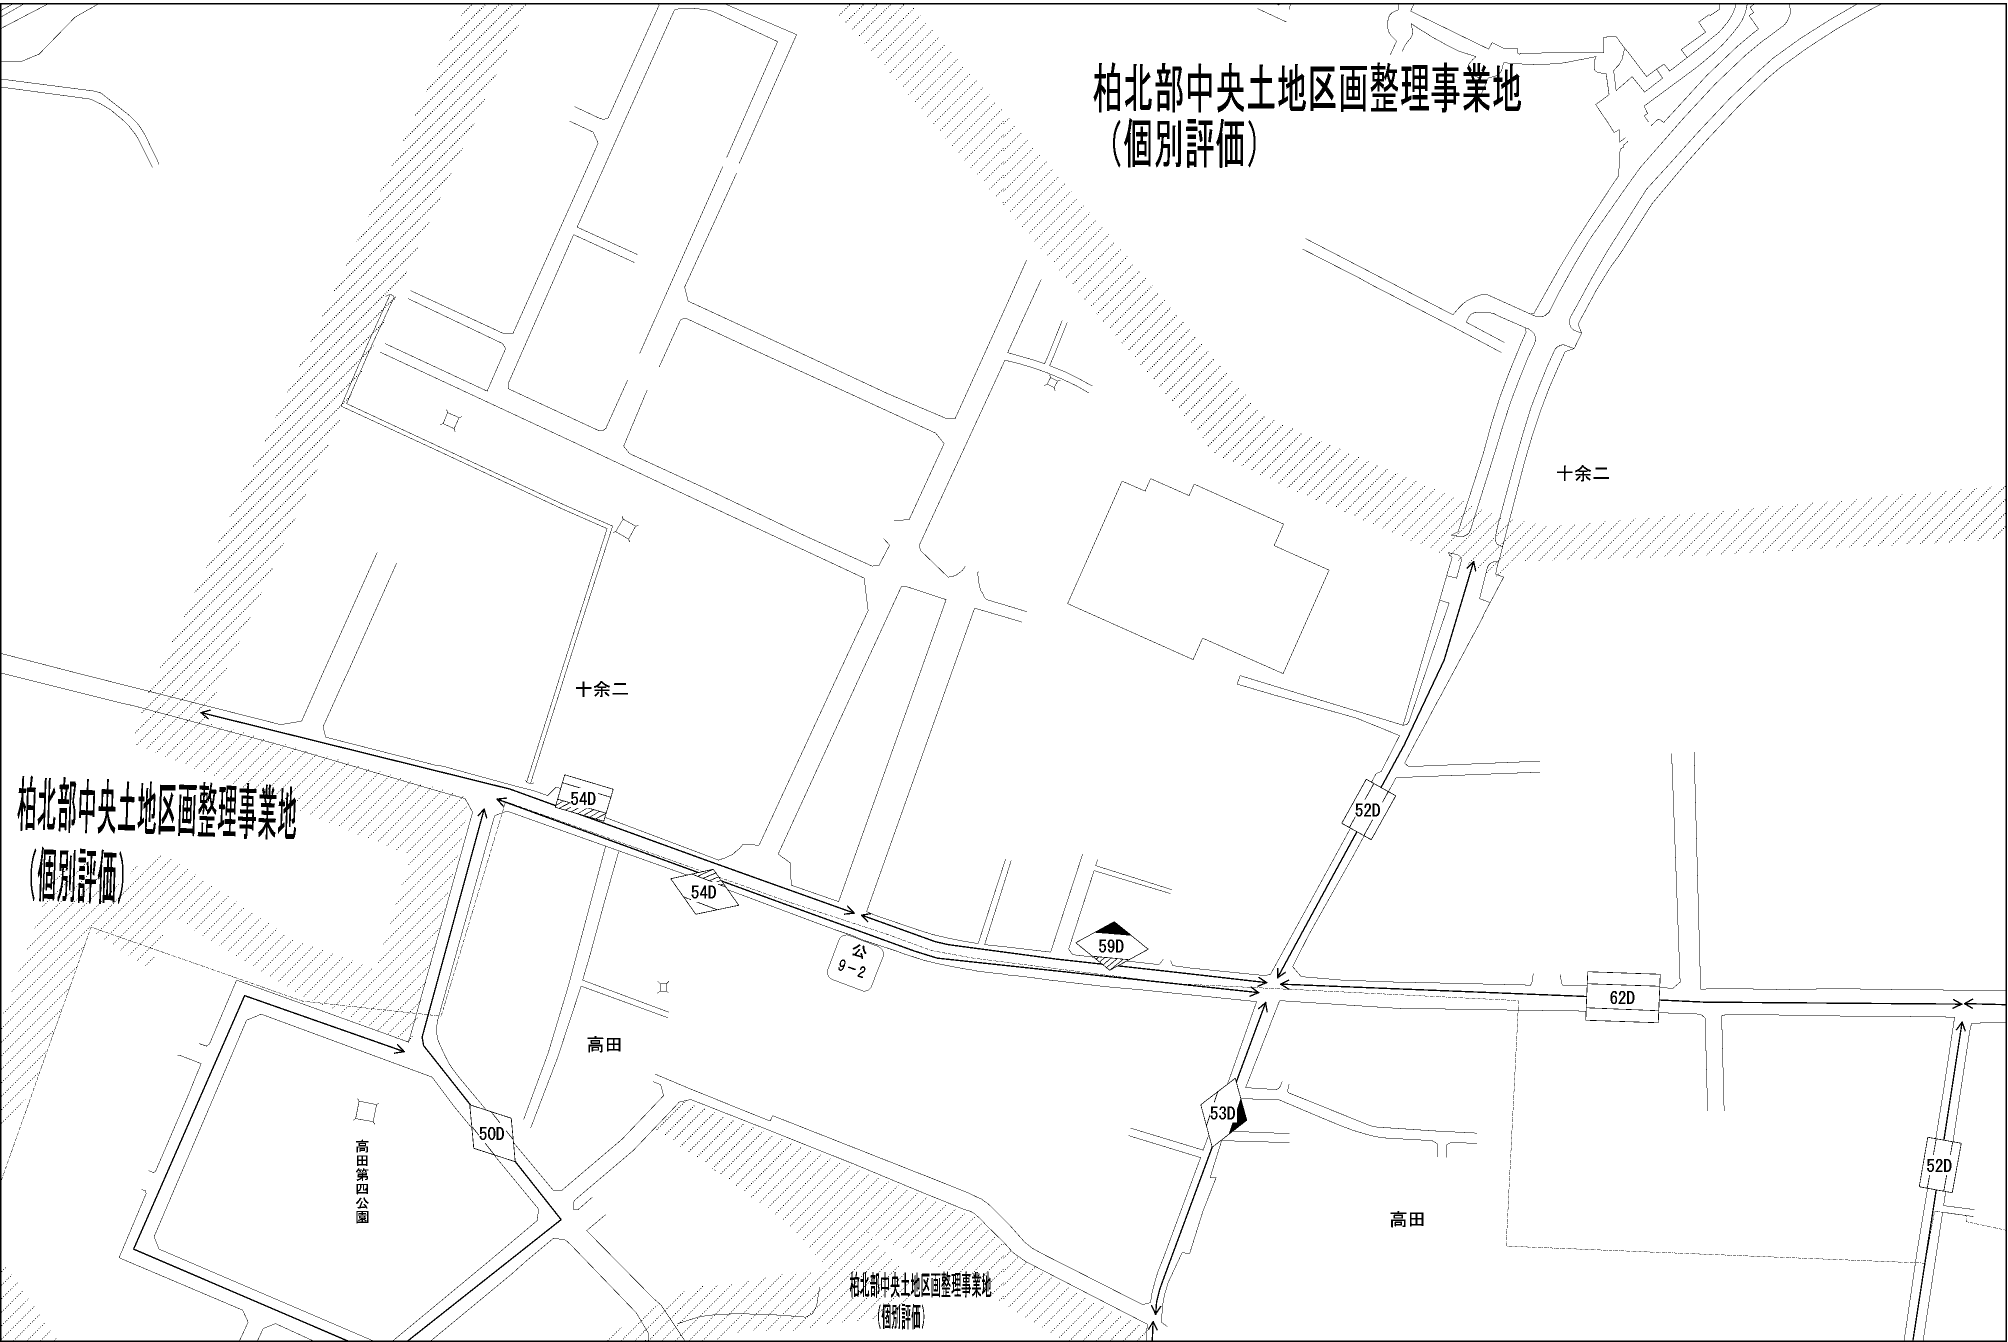 柏北部中央土地区画整理事業地
（個別評価）
十余二
十余二
柏北部中央土地区画整理事業地
（個別評価）
54D
52D
54D
59D
公
9－2
62D
高田
53D
50D
高田第四公園
52D
高田
柏北部中央土地区画整理事業地
（個別評価）